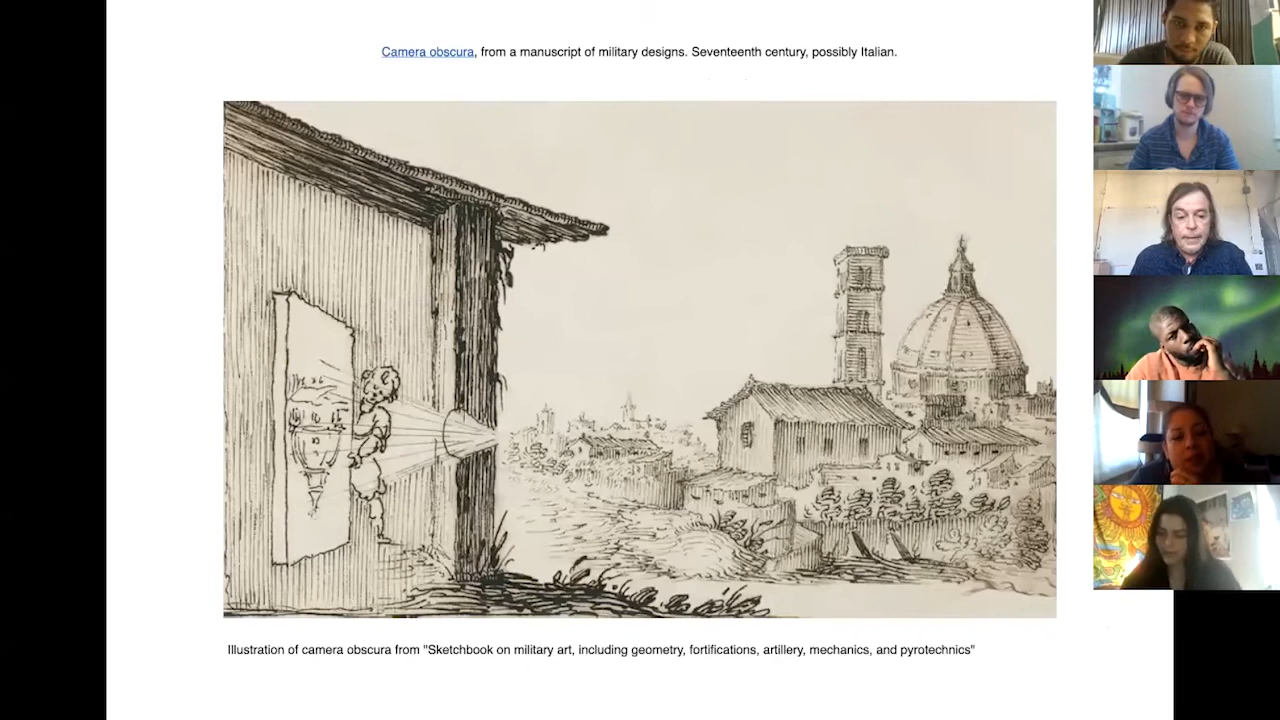 Camera obscura, from a manuscript of military designs. Seventeenth century, possibly Italian.
Illustration of camera obscura from "Sketchbook on military art, including geometry, fortifications, artillery, mechanics, and pyrotechnics"